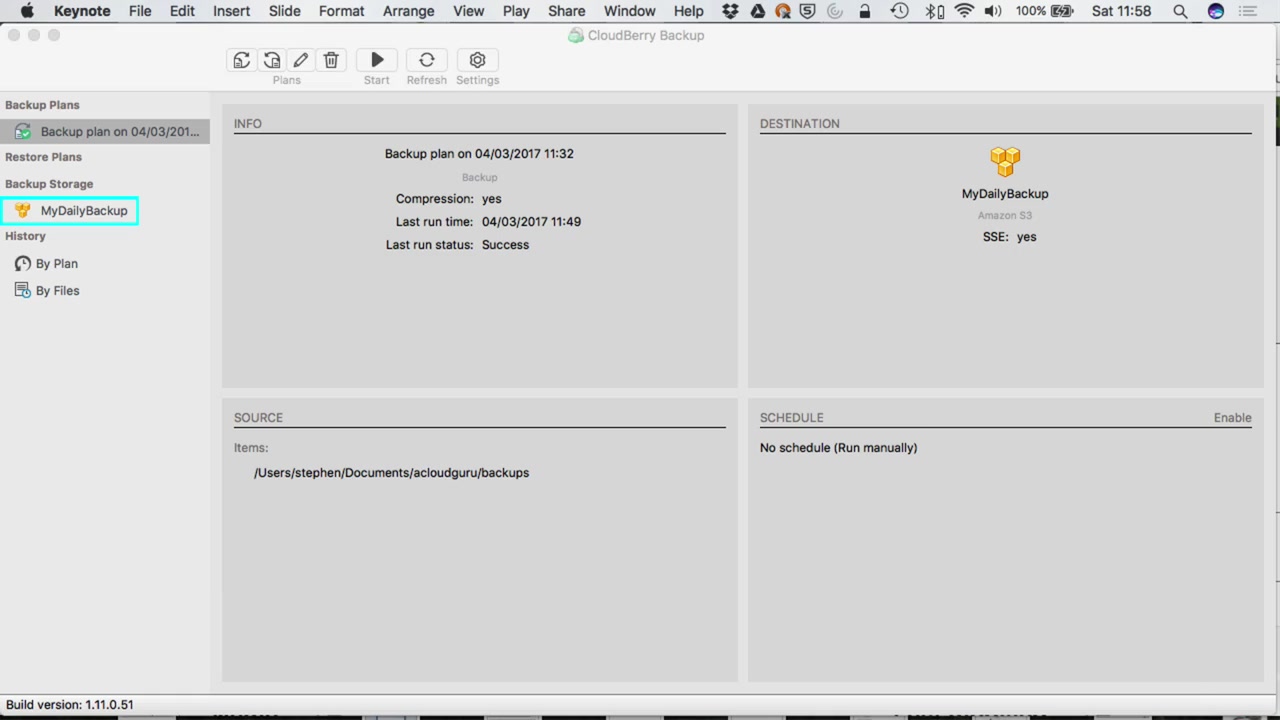 Keynote File Edit Insert Slide Format Arrange View Play Share Window Help 100% Sat 11:58
CloudBerry Backup
Plans Start Refresh Settings
Backup Plans
Backup plan on 04/03/201...
Restore Plans
Backup Storage
MyDailyBackup
History
By Plan
By Files
INFO
Backup plan on 04/03/2017 11:32
Backup
Compression: yes
Last run time: 04/03/2017 11:49
Last run status: Success
DESTINATION
MyDailyBackup
Amazon S3
SSE: yes
SOURCE
Items:
/Users/stephen/Documents/acloudguru/backups
SCHEDULE Enable
No schedule (Run manually)
Build version: 1.11.0.51